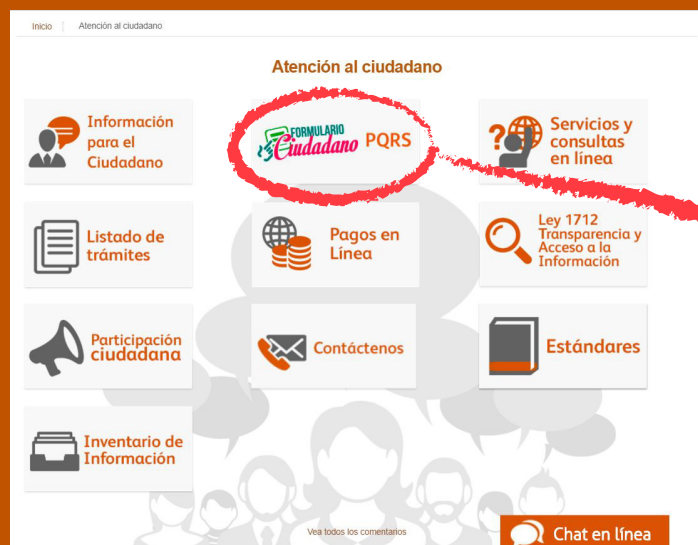 Inicio | Atención al ciudadano
Atención al ciudadano
Información
para el
Ciudadano
FORMULARIO
Ciudadano PQRS
Servicios y
consultas
en línea
Listado de
trámites
Pagos en
Línea
Ley 1712
Transparencia y
Acceso a la
Información
Participación
ciudadana
Contáctenos
Estándares
Inventario de
Información
Vea todos los comentarios
Chat en línea